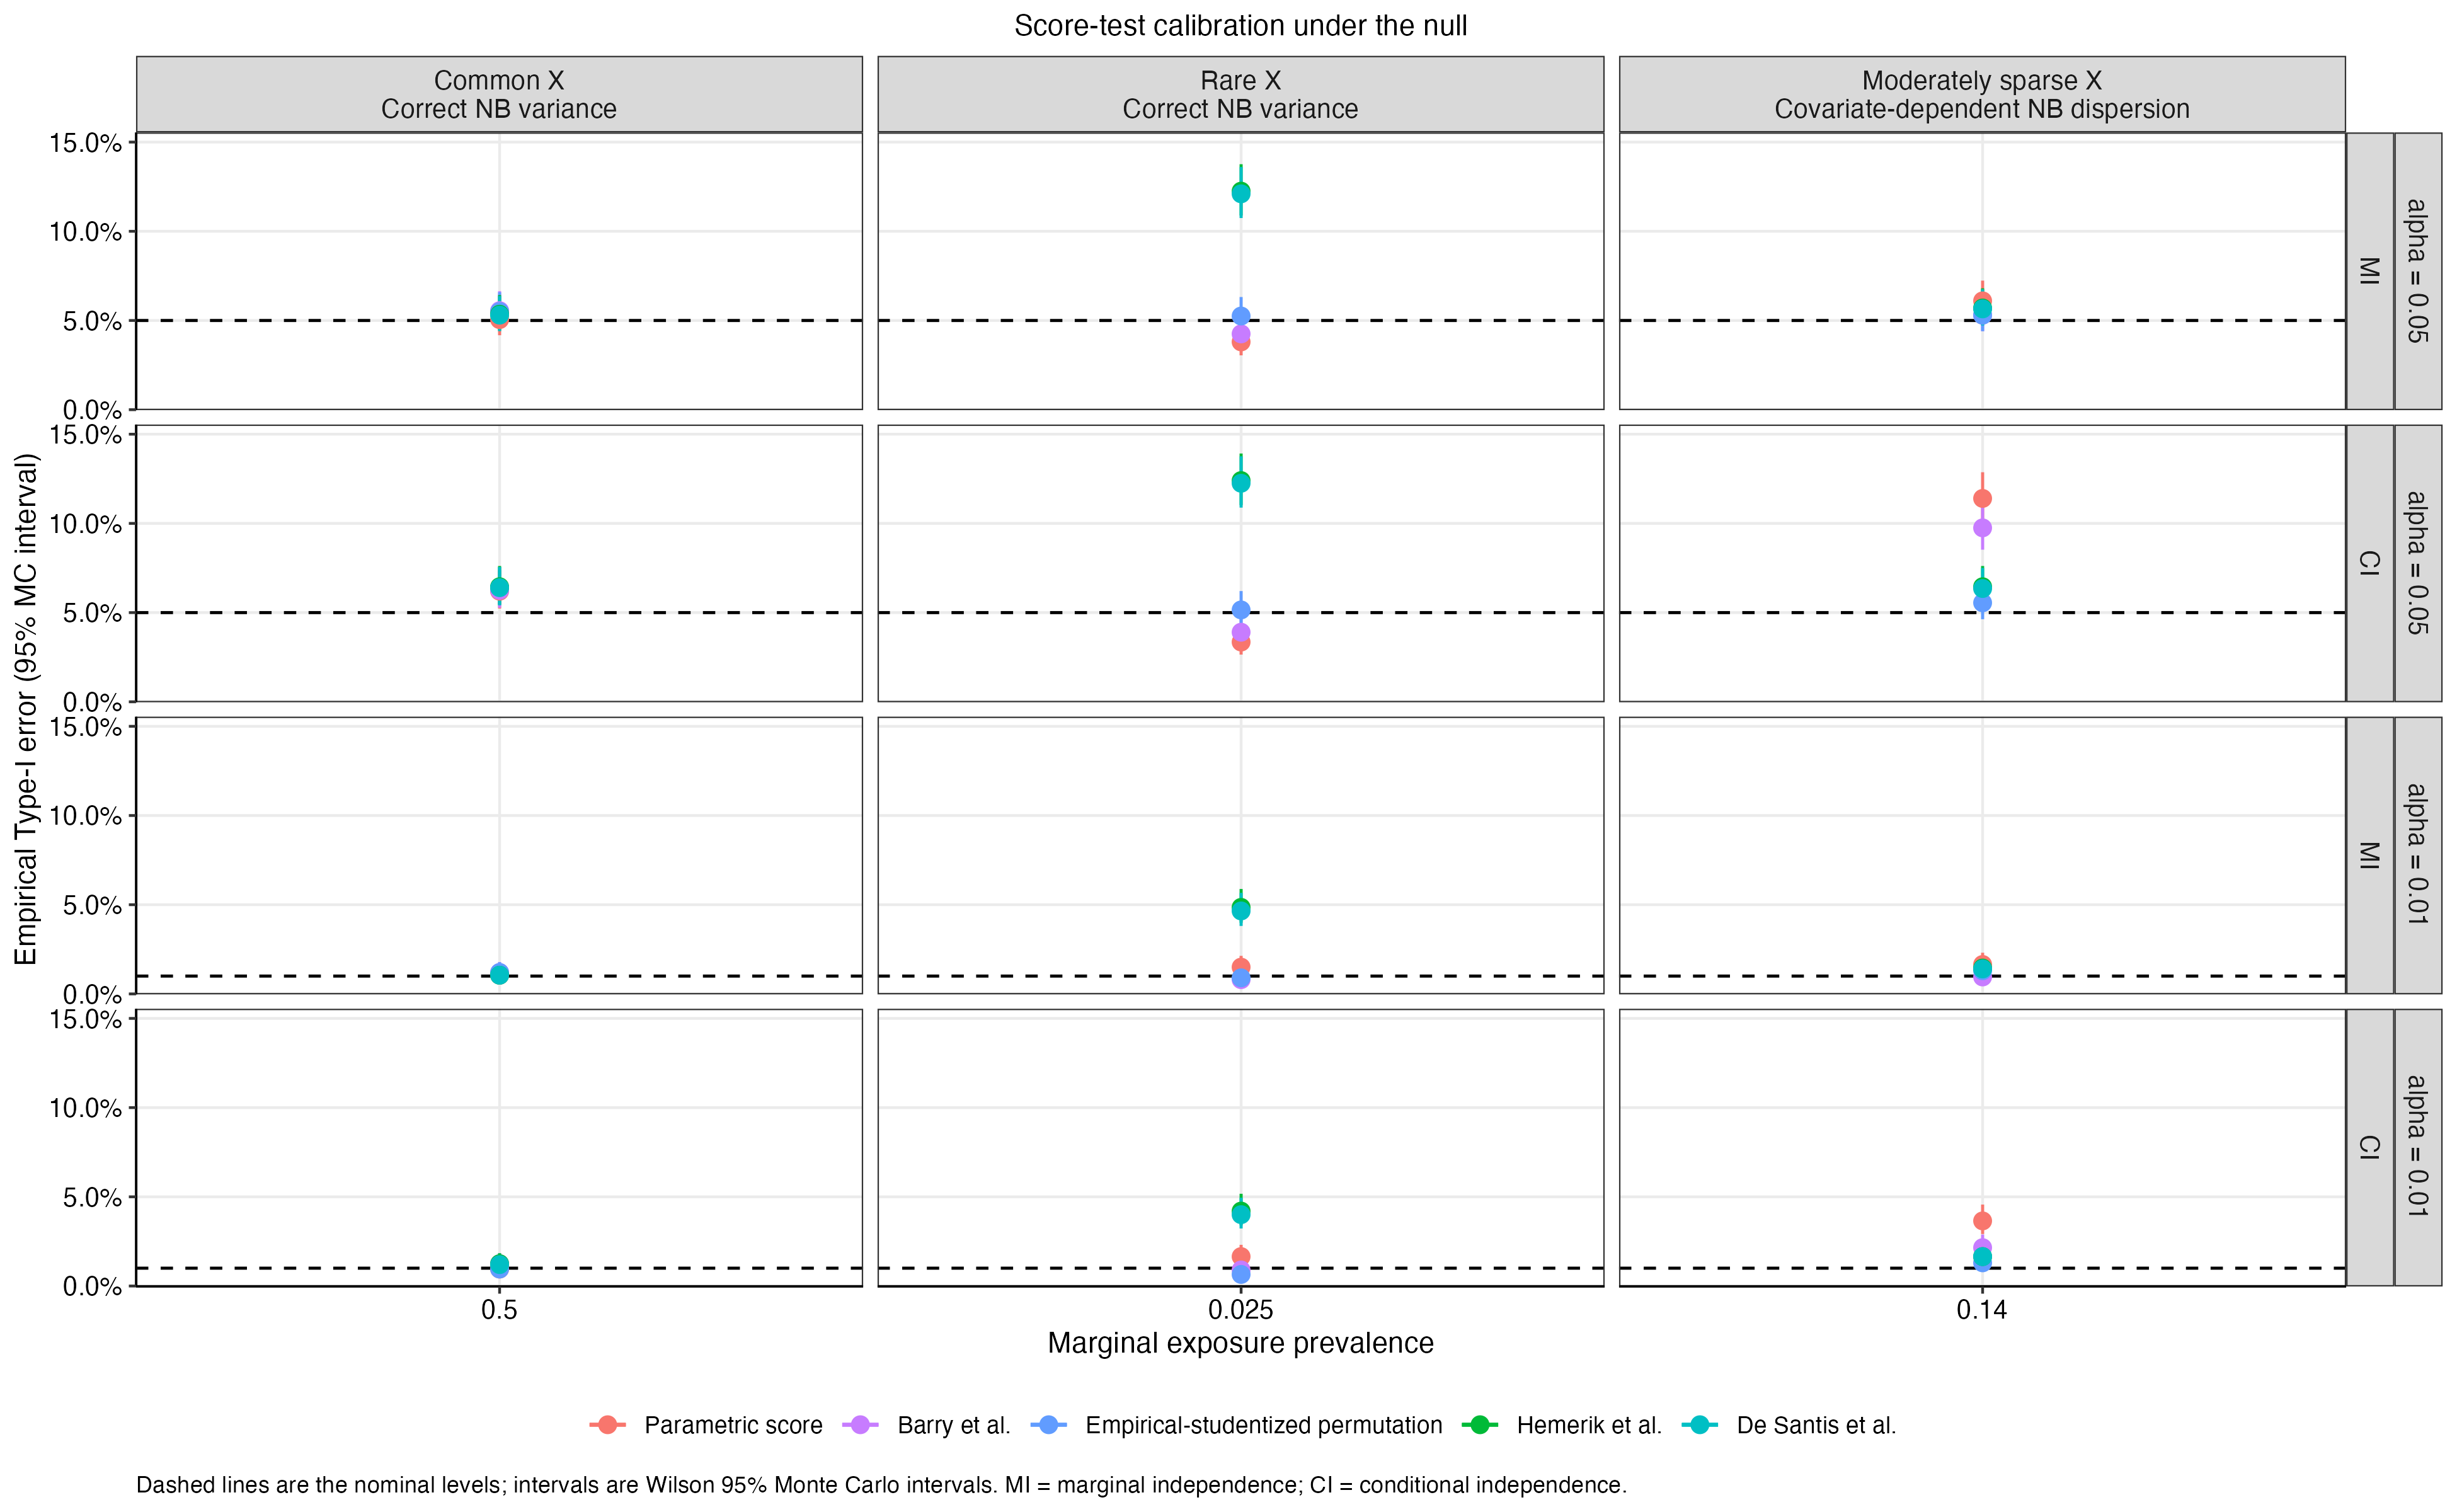 Score-test calibration under the null
Common X
Correct NB variance
Rare X
Correct NB variance
Moderately sparse X
Covariate-dependent NB dispersion
15.0%
10.0%
5.0%
0.0%
MI
alpha = 0.05
15.0%
10.0%
5.0%
0.0%
CI
alpha = 0.05
15.0%
10.0%
5.0%
0.0%
MI
alpha = 0.01
15.0%
10.0%
5.0%
0.0%
CI
alpha = 0.01
Empirical Type-I error (95% MC interval)
0.5
0.025
0.14
Marginal exposure prevalence
Parametric score
Barry et al.
Empirical-studentized permutation
Hemerik et al.
De Santis et al.
Dashed lines are the nominal levels; intervals are Wilson 95% Monte Carlo intervals. MI = marginal independence; CI = conditional independence.